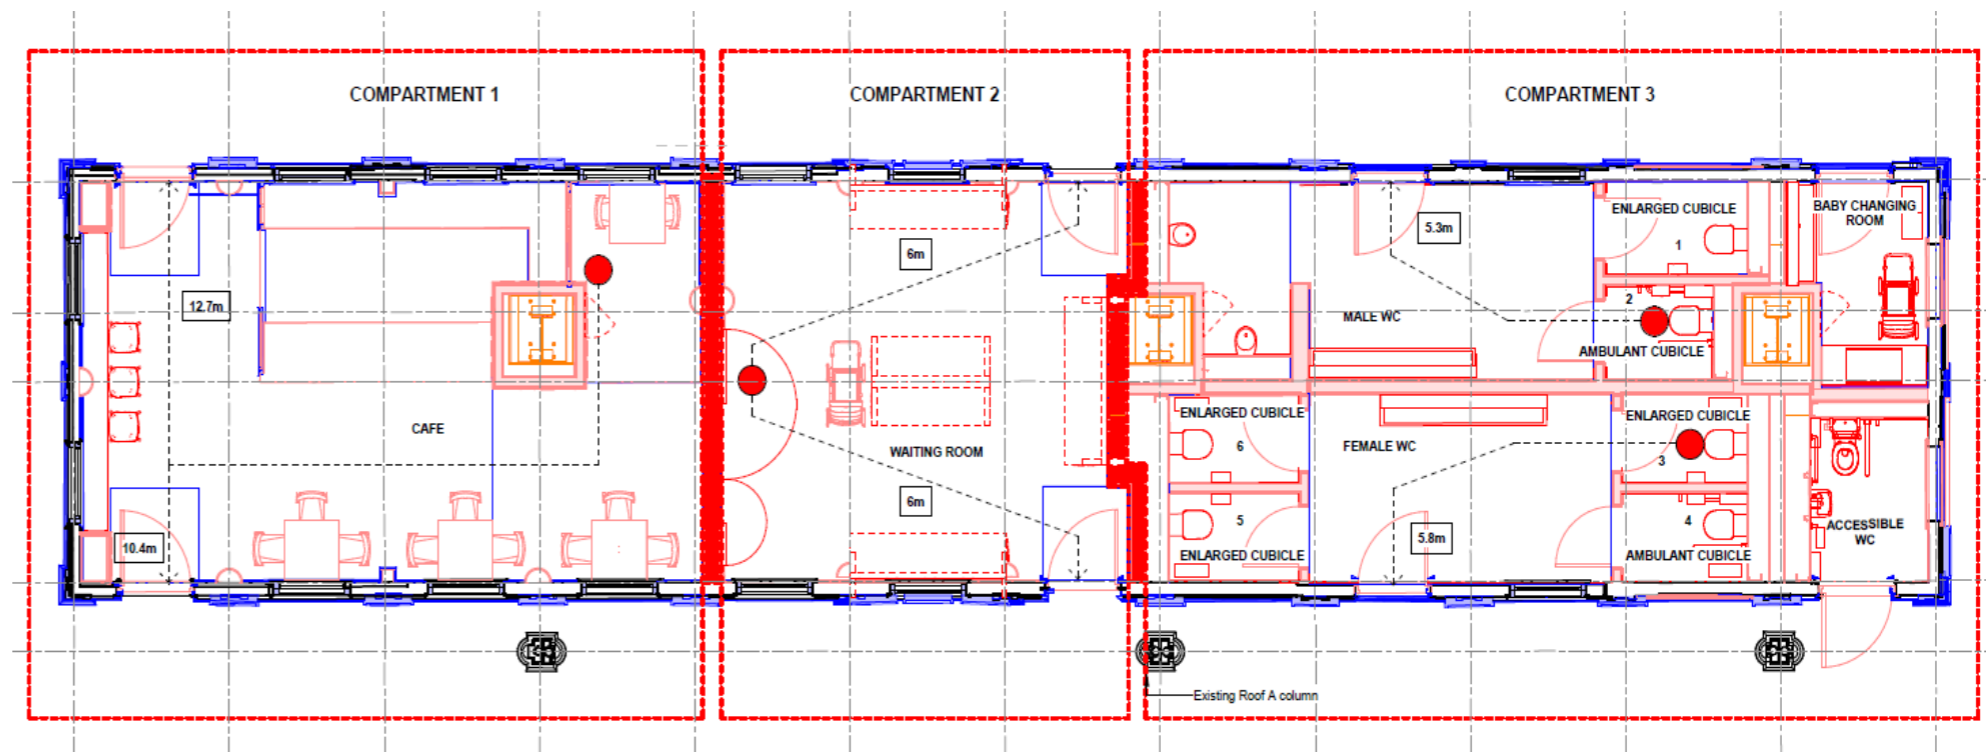 COMPARTMENT 1
COMPARTMENT 2
COMPARTMENT 3
12.7m
10.4m
CAFE
6m
WAITING ROOM
6m
5.3m
MALE WC
ENLARGED CUBICLE
1
2
AMBULANT CUBICLE
BABY CHANGING
ROOM
ENLARGED CUBICLE
6
5
ENLARGED CUBICLE
FEMALE WC
5.8m
ENLARGED CUBICLE
3
4
AMBULANT CUBICLE
ACCESSIBLE
WC
Existing Roof A column